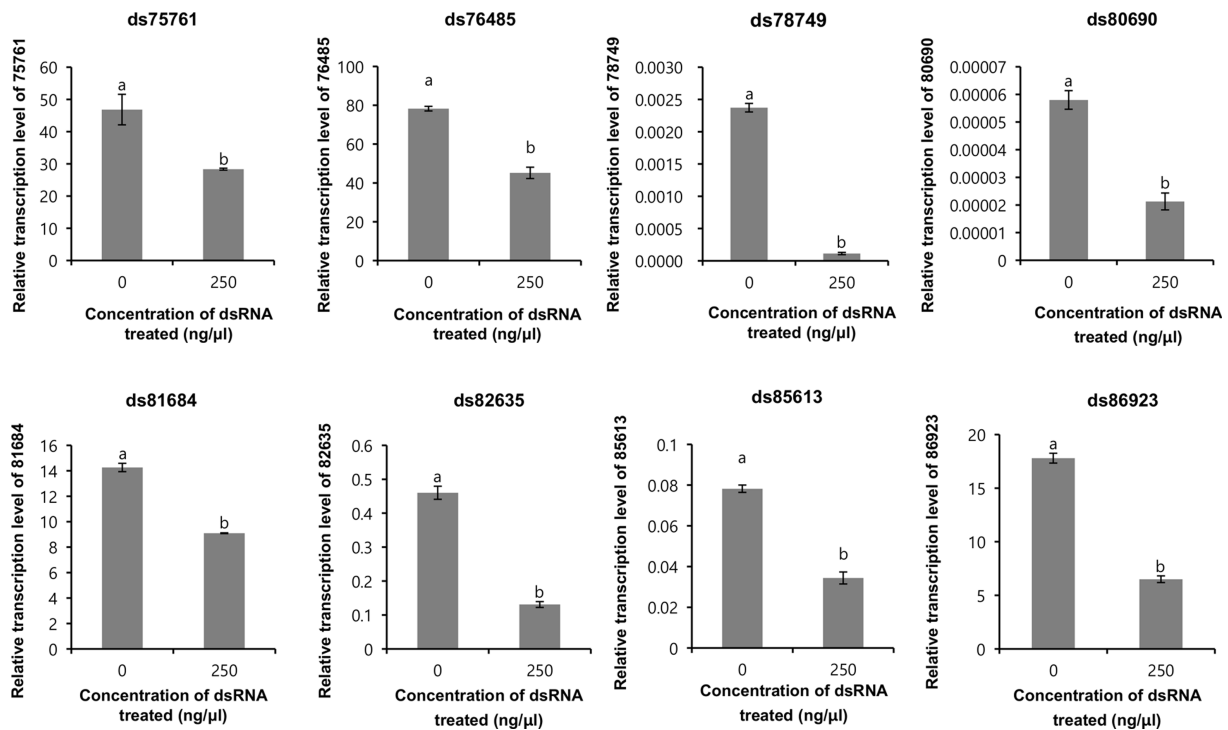 ds75761
Relative transcription level of 75761
60
50
40
30
20
10
0
a
b
0
250
Concentration of dsRNA
treated (ng/µl)
ds76485
Relative transcription level of 76485
100
80
60
40
20
0
a
b
0
250
Concentration of dsRNA
treated (ng/µl)
ds78749
Relative transcription level of 78749
0.0030
0.0025
0.0020
0.0015
0.0010
0.0005
0.0000
a
b
0
250
Concentration of dsRNA
treated (ng/µl)
ds80690
Relative transcription level of 80690
0.00007
0.00006
0.00005
0.00004
0.00003
0.00002
0.00001
0
a
b
0
250
Concentration of dsRNA
treated (ng/µl)
ds81684
Relative transcription level of 81684
16
14
12
10
8
6
4
2
0
a
b
0
250
Concentration of dsRNA
treated (ng/µl)
ds82635
Relative transcription level of 82635
0.6
0.5
0.4
0.3
0.2
0.1
0
a
b
0
250
Concentration of dsRNA
treated (ng/µl)
ds85613
Relative transcription level of 85613
0.1
0.08
0.06
0.04
0.02
0
a
b
0
250
Concentration of dsRNA
treated (ng/µl)
ds86923
Relative transcription level of 86923
20
15
10
5
0
a
b
0
250
Concentration of dsRNA
treated (ng/µl)